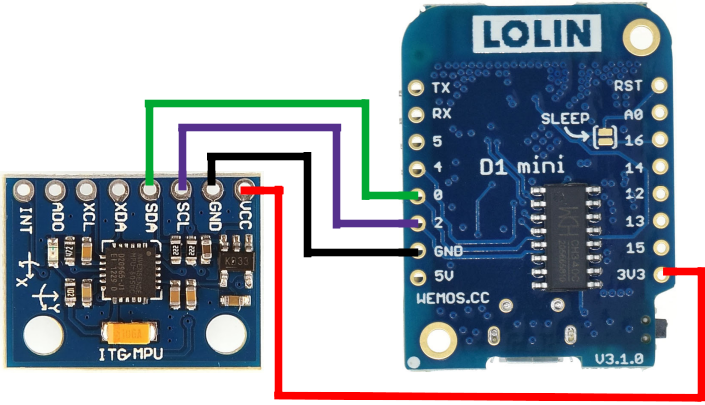 LOLIN
TX
RX
5
4
0
2
GND
5V
WEMOS.CC
SLEEP
D1 mini
RST
A0
16
14
12
13
15
3V3
V3.1.0
INT
ADO
XCL
XDA
SDA
SCL
GND
VCC
X
Y
ITG/MPU